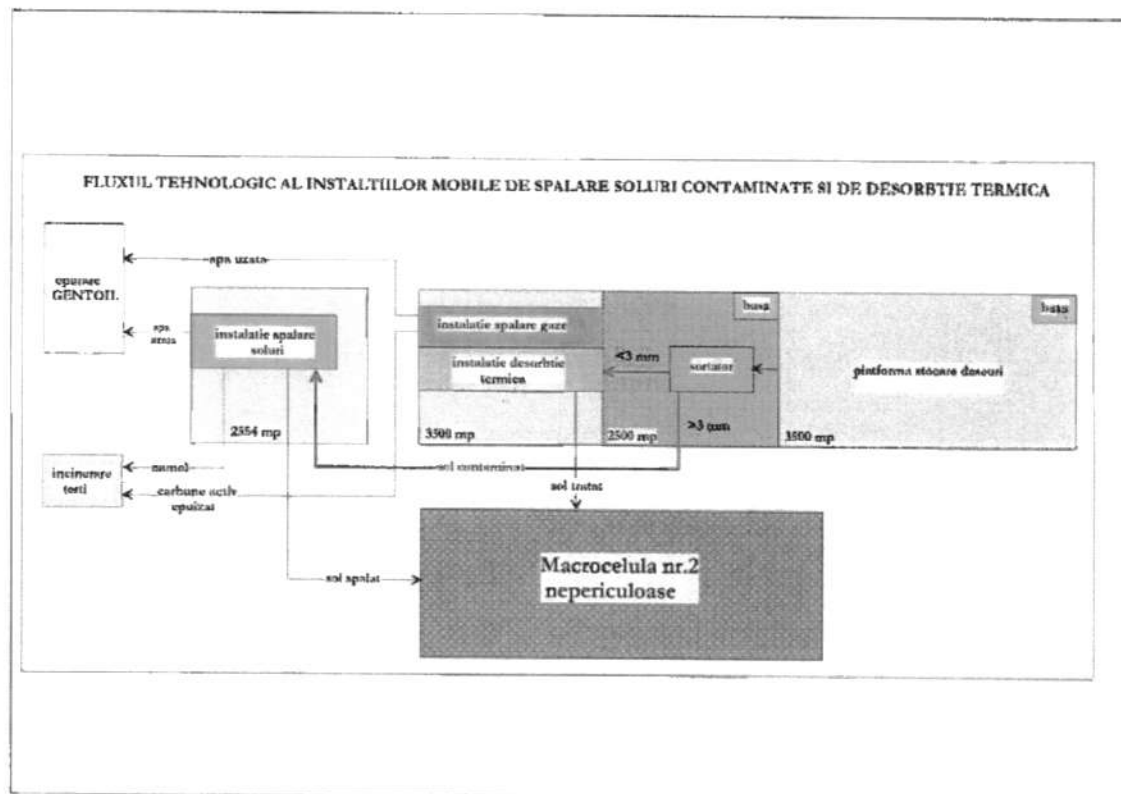 FLUXUL TEHNOLOGIC AL INSTALTIILOR MOBILE DE SPALARE SOLURI CONTAMINATE SI DE DESORBTIE TERMICA
apa uzata
epurare
GENTOIL
basa
basa
apa
uzata
instalatie spalare
soluri
instalatie spalare gaze
instalatie desorbtie
termica
<3 mm
sortator
platforma stocare deseuri
2554 mp
3500 mp
2500 mp
>3 mm
3500 mp
sol contaminat
namol
incinerare
terti
carbune activ
epuizat
sol tratat
Macrocelula nr.2
nepericuloase
sol spalat